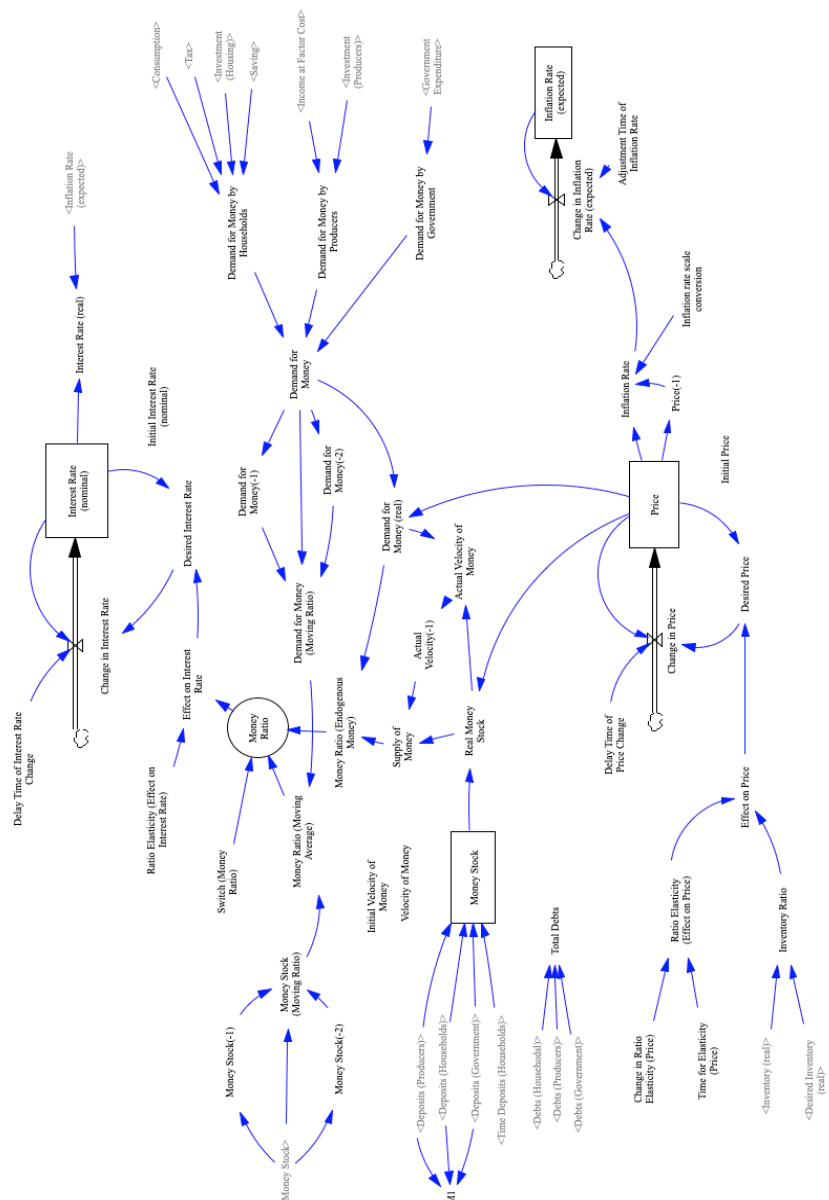 Delay Time of Interest Rate
Change
Change in Interest Rate
Interest Rate
(nominal)
Interest Rate (real)
<Inflation Rate
(expected)>
Initial Interest Rate
(nominal)
Desired Interest Rate
Effect on Interest
Rate
Ratio Elasticity (Effect on
Interest Rate)
<Consumption>
<Tax>
<Investment
(Housing)>
<Saving>
<Income at Factor Cost>
<Investment
(Producers)>
<Government
Expenditure>
Demand for Money by
Households
Demand for Money by
Producers
Demand for Money by
Government
Demand for
Money
Demand for
Money(-1)
Demand for
Money(-2)
Demand for Money
(Moving Ratio)
Demand for
Money (real)
Actual Velocity of
Money
Actual
Velocity(-1)
Supply of
Money
Real Money
Stock
Money Ratio (Endogenous
Money)
Money
Ratio
Switch (Money
Ratio)
Money Ratio (Moving
Average)
Money Stock
(Moving Ratio)
Money Stock(-1)
Money Stock(-2)
Money Stock>
Initial Velocity of
Money
Velocity of Money
Money Stock
<Deposits (Producers)>
<Deposits (Households)>
<Deposits (Government)>
<Time Deposits (Households)>
M1
<Debts (Househodsl)>
<Debts (Producers)>
<Debts (Government)>
Total Debts
Inflation Rate
(expected)
Change in Inflation
Rate (expected)
Adjustment Time of
Inflation Rate
Inflation rate scale
conversion
Inflation Rate
Price(-1)
Initial Price
Price
Desired Price
Change in Price
Delay Time of
Price Change
Effect on Price
Ratio Elasticity
(Effect on Price)
Change in Ratio
Elasticity (Price)
Time for Elasticity
(Price)
Inventory Ratio
<Inventory (real)>
<Desired Inventory
(real)>